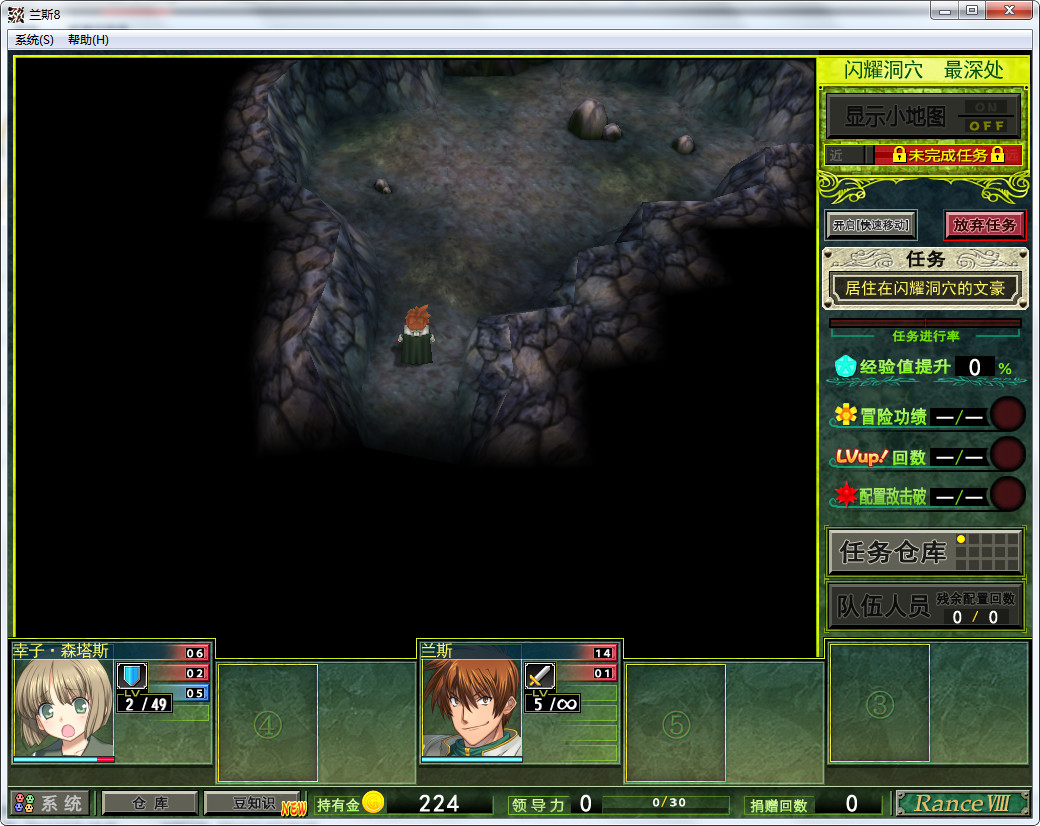 兰斯8
系统(S) 帮助(H)
闪耀洞穴 最深处
显示小地图 ON OFF
近 未完成任务 远
开启[快速移动] 放弃任务
任务
居住在闪耀洞穴的文豪
任务进行率
经验值提升 0 %
冒险功绩 —/—
LVup! 回数 —/—
配置敌击破 —/—
任务仓库
队伍人员 残余配置回数
0 / 0
幸子·森塔斯 06
02
05
LV
2 /49
④
兰斯 14
01
LV
5 /∞
⑤
③
系统 仓库 豆知识 NEW 持有金 224 领导力 0 0/30 捐赠回数 0 Rance VIII